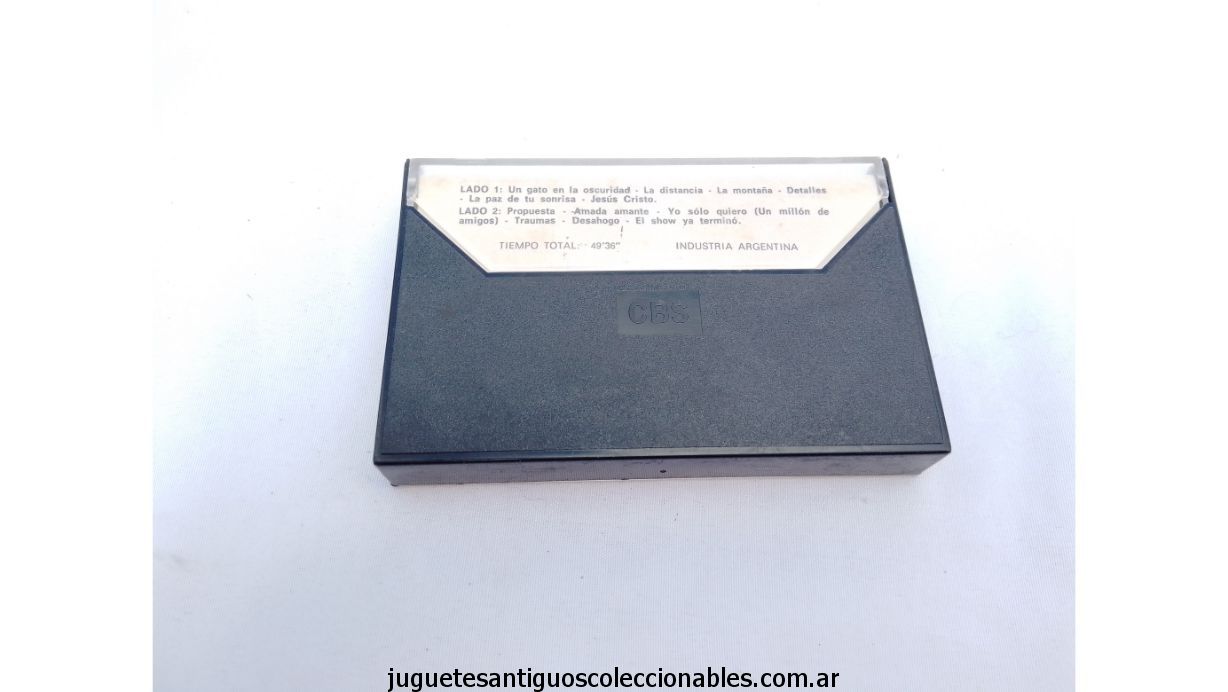 LADO 1: Un gato en la oscuridad - La distancia - La montaña - Detalles
- La paz de tu sonrisa - Jesús Cristo.
LADO 2: Propuesta - Amada amante - Yo sólo quiero (Un millón de
amigos) - Traumas - Desahogo - El show ya terminó.
TIEMPO TOTAL: 49'36" INDUSTRIA ARGENTINA
CBS
juguetesantiguoscoleccionables.com.ar